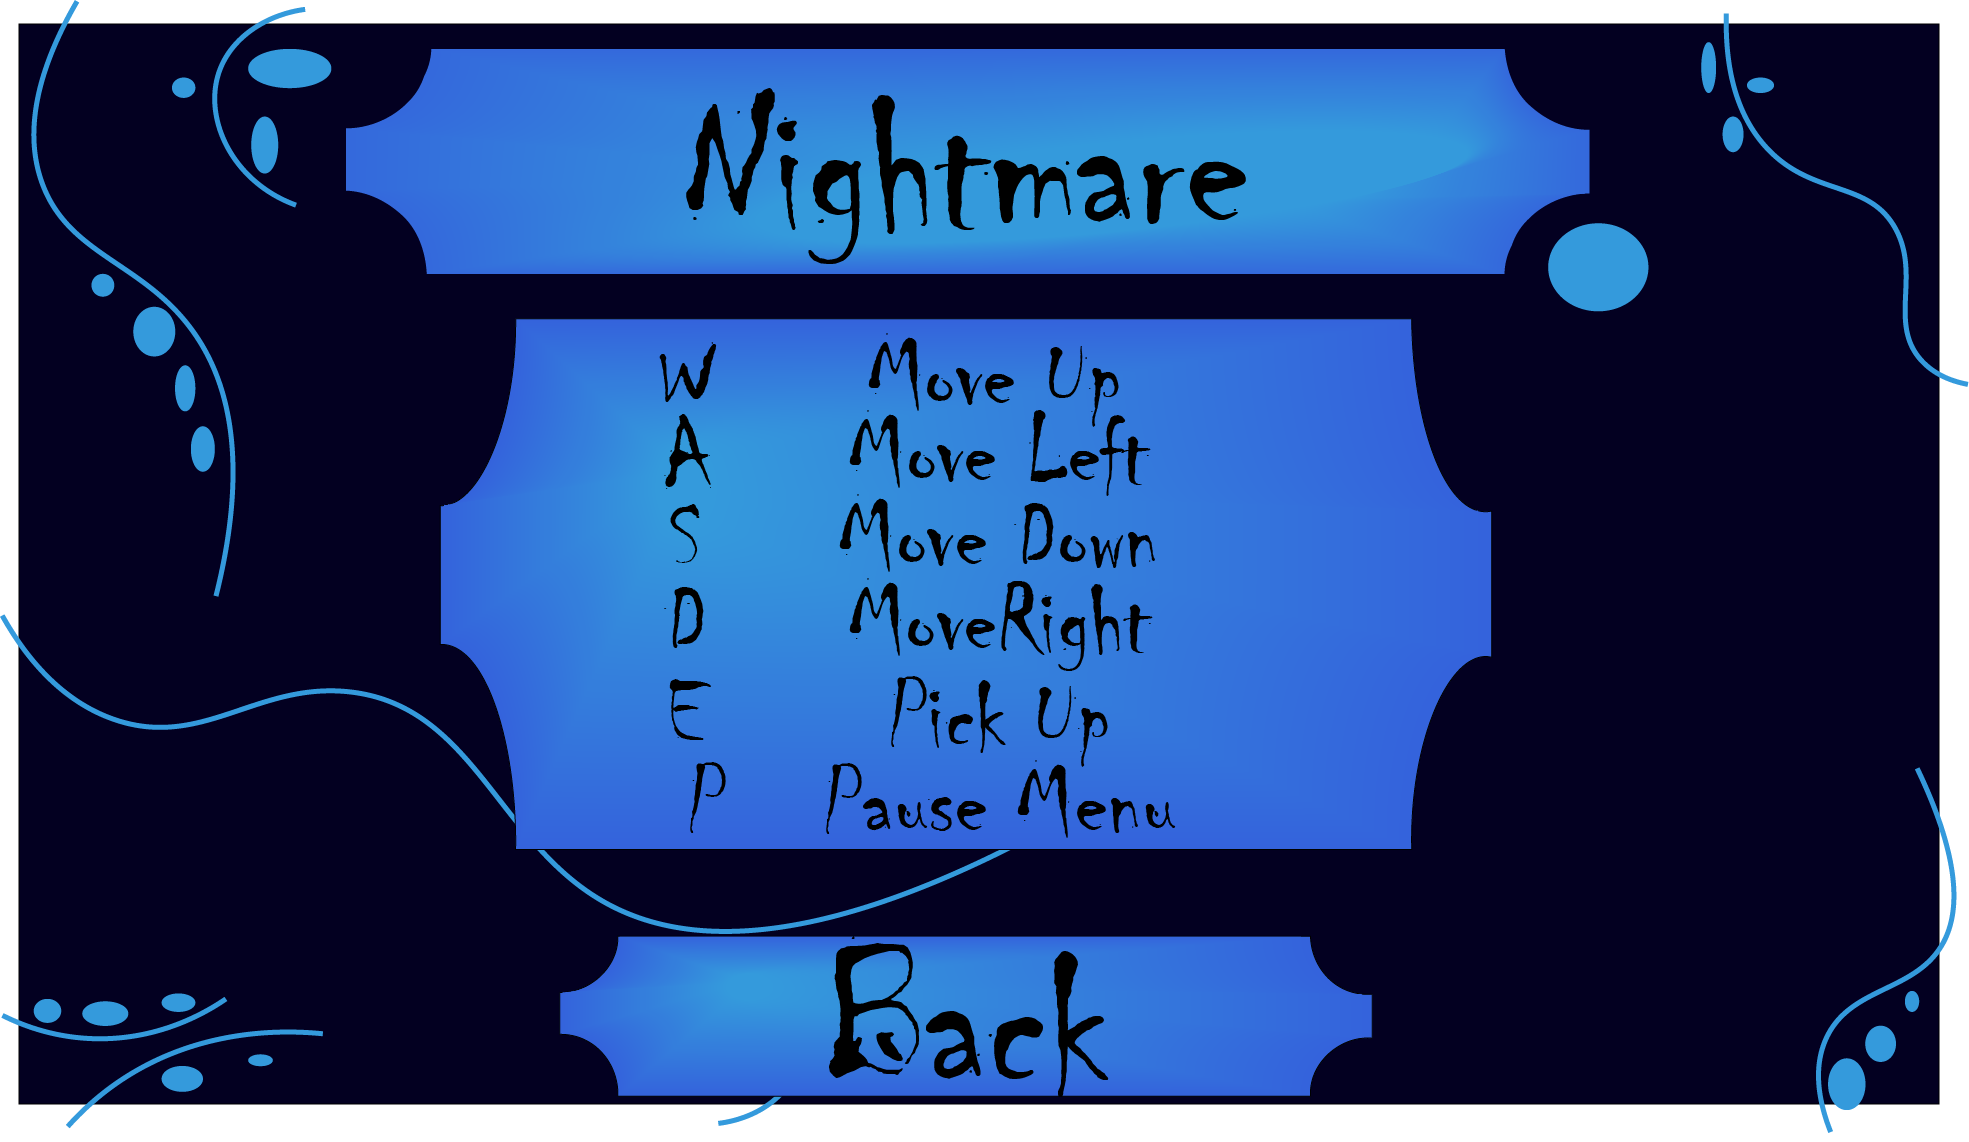 Nightmare
W Move Up
A Move Left
S Move Down
D MoveRight
E Pick Up
P Pause Menu
Back